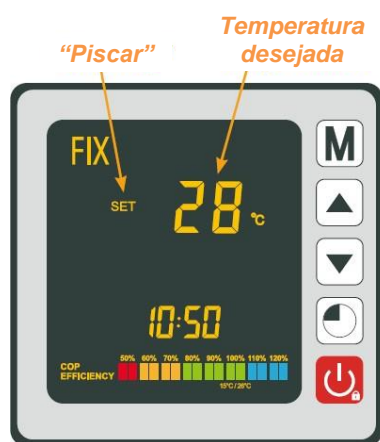 Temperatura
desejada
“Piscar”
FIX
M
SET
28 °C
10:50
50% 60% 70% 80% 90% 100% 110% 120%
COP
EFFICIENCY
15°C / 26°C